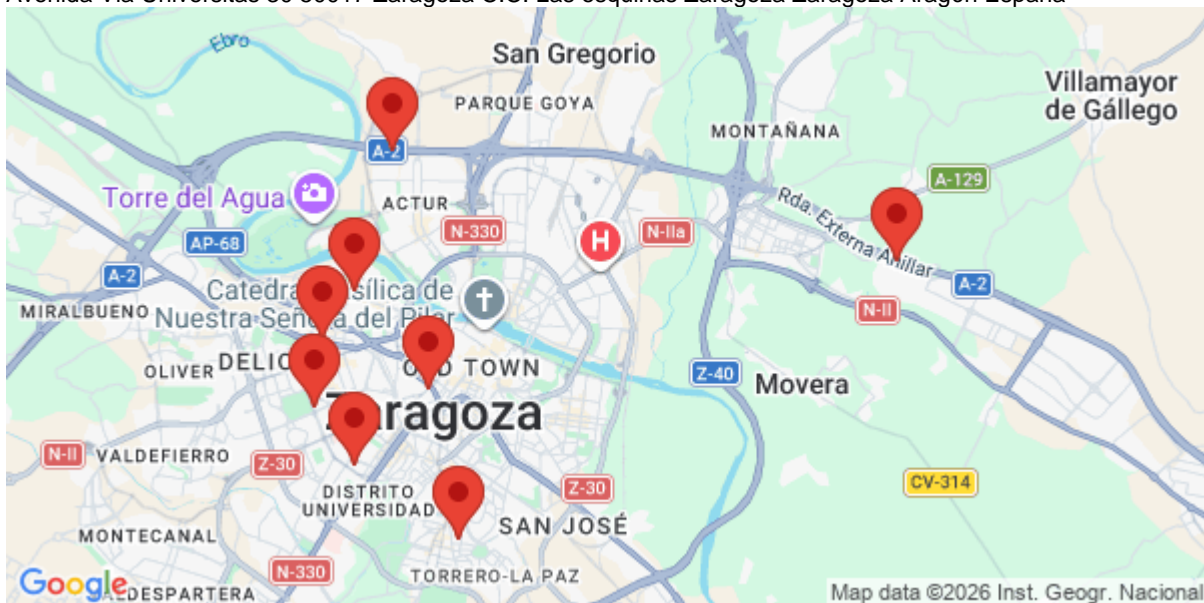 San Gregorio
Ebro
Villamayor
de Gállego
PARQUE GOYA
MONTAÑANA
A-2
A-129
Torre del Agua
ACTUR
N-330
H
N-IIa
Rda. Externa Anillar
AP-68
A-2
A-2
MIRALBUENO
N-II
OLIVER
TOWN
Z-40
Movera
N-II
VALDEFIERRO
Z-30
CV-314
DISTRITO
UNIVERSIDAD
Z-30
SAN JOSÉ
MONTECANAL
N-330
TORRERO-LA PAZ
Google
Map data ©2026 Inst. Geogr. Nacional